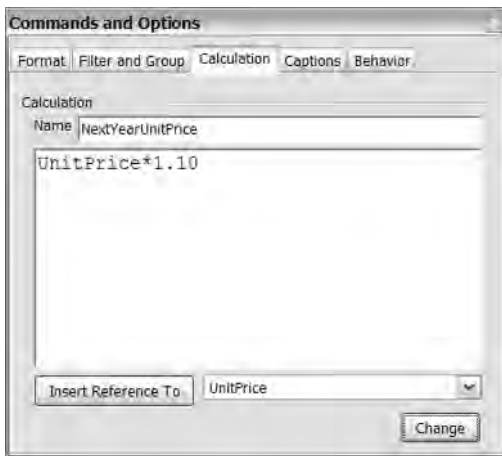 Commands and Options
Format Filter and Group Calculation Captions Behavior
Calculation
Name NextYearUnitPrice
UnitPrice*1.10
Insert Reference To UnitPrice
Change